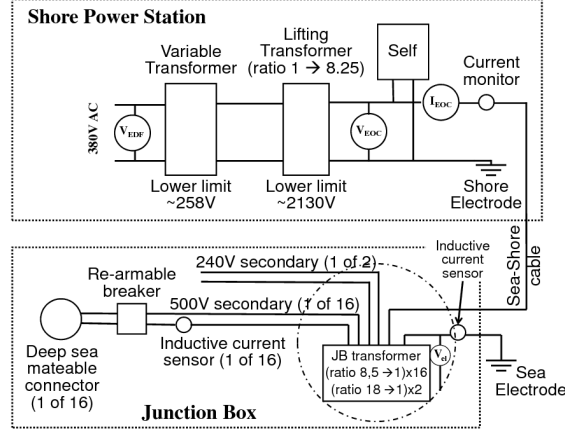 Shore Power Station
Lifting
Transformer
(ratio 1 → 8.25)
Variable
Transformer
Self
Current
monitor
380V AC
V_EDF
V_EOC
I_EOC
Lower limit
~258V
Lower limit
~2130V
Shore
Electrode
Sea-Shore
cable
Inductive
current
sensor
240V secondary (1 of 2)
Re-armable
breaker
500V secondary (1 of 16)
Inductive current
sensor (1 of 16)
Deep sea
mateable
connector
(1 of 16)
JB transformer
(ratio 8,5 →1)x16
(ratio 18 →1)x2
V_el
Sea
Electrode
Junction Box